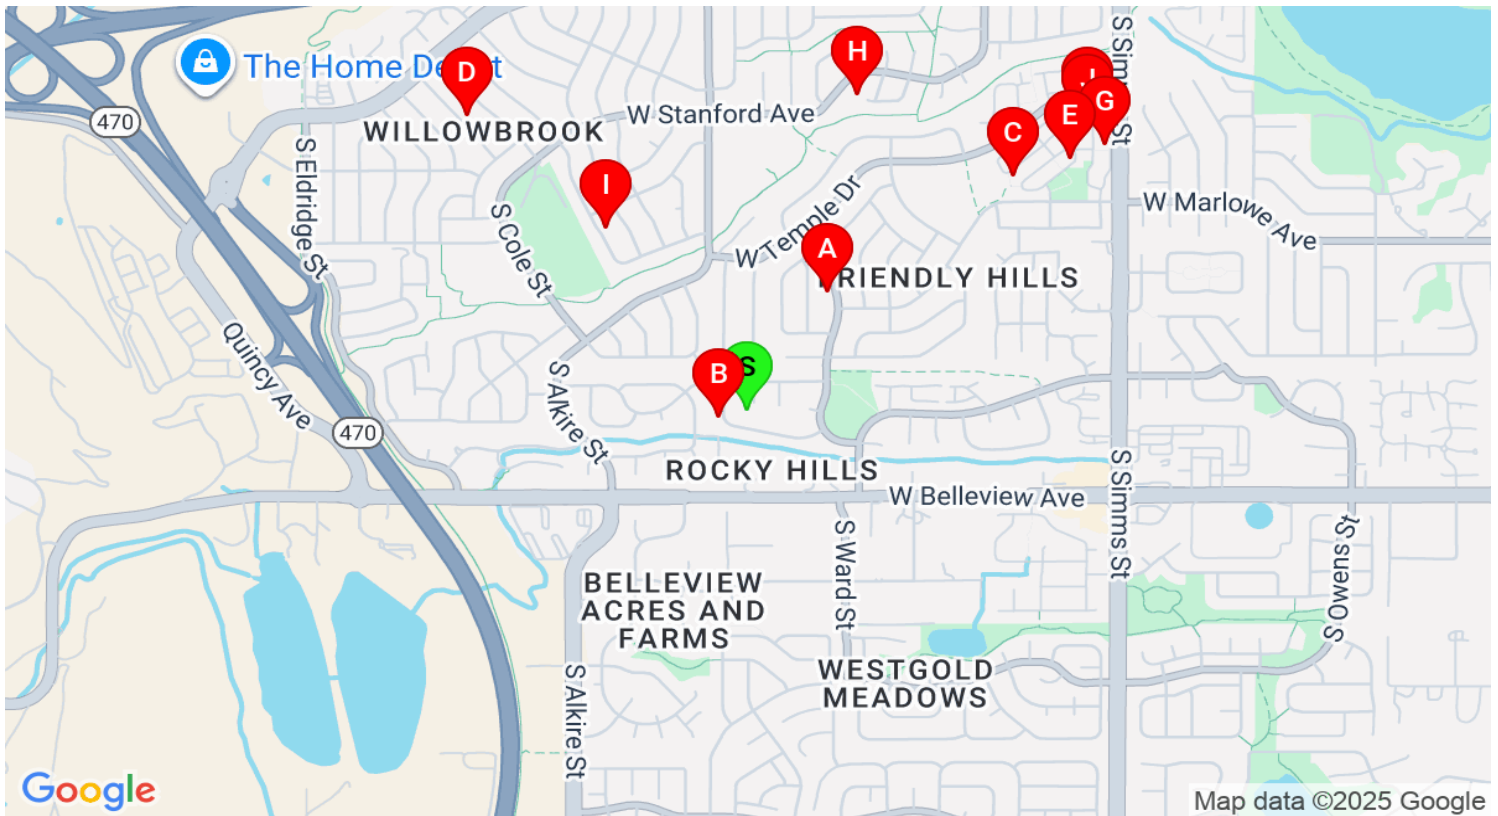 S Simms St
H
D
The Home De t
J
G
E
470
W Stanford Ave
WILLOWBROOK
C
I
S Eldridge St
W Temple Dr
W Marlowe Ave
S Cole St
A
RIENDLY HILLS
Quincy Ave
S
B
S Alkire St
470
ROCKY HILLS
W Belleview Ave
S Simms St
S Ward St
S Owens St
BELLEVIEW
ACRES AND
FARMS
WESTGOLD
MEADOWS
S Alkire St
Google
Map data ©2025 Google